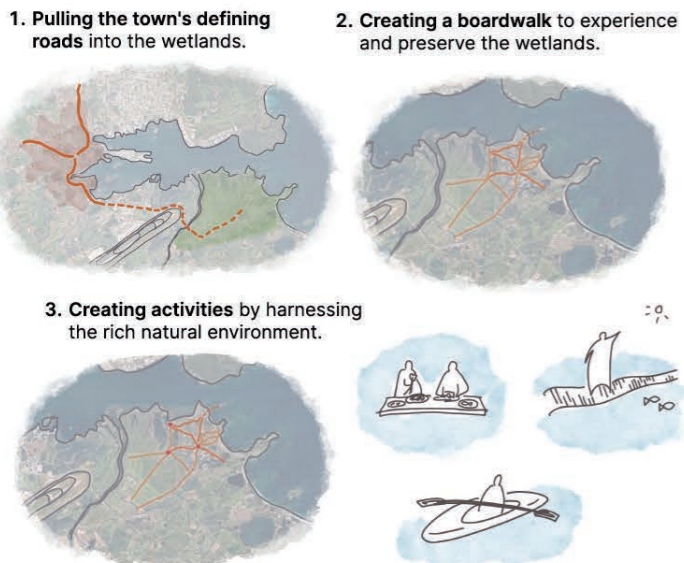 1. Pulling the town's defining
roads into the wetlands.
2. Creating a boardwalk to experience
and preserve the wetlands.
3. Creating activities by harnessing
the rich natural environment.